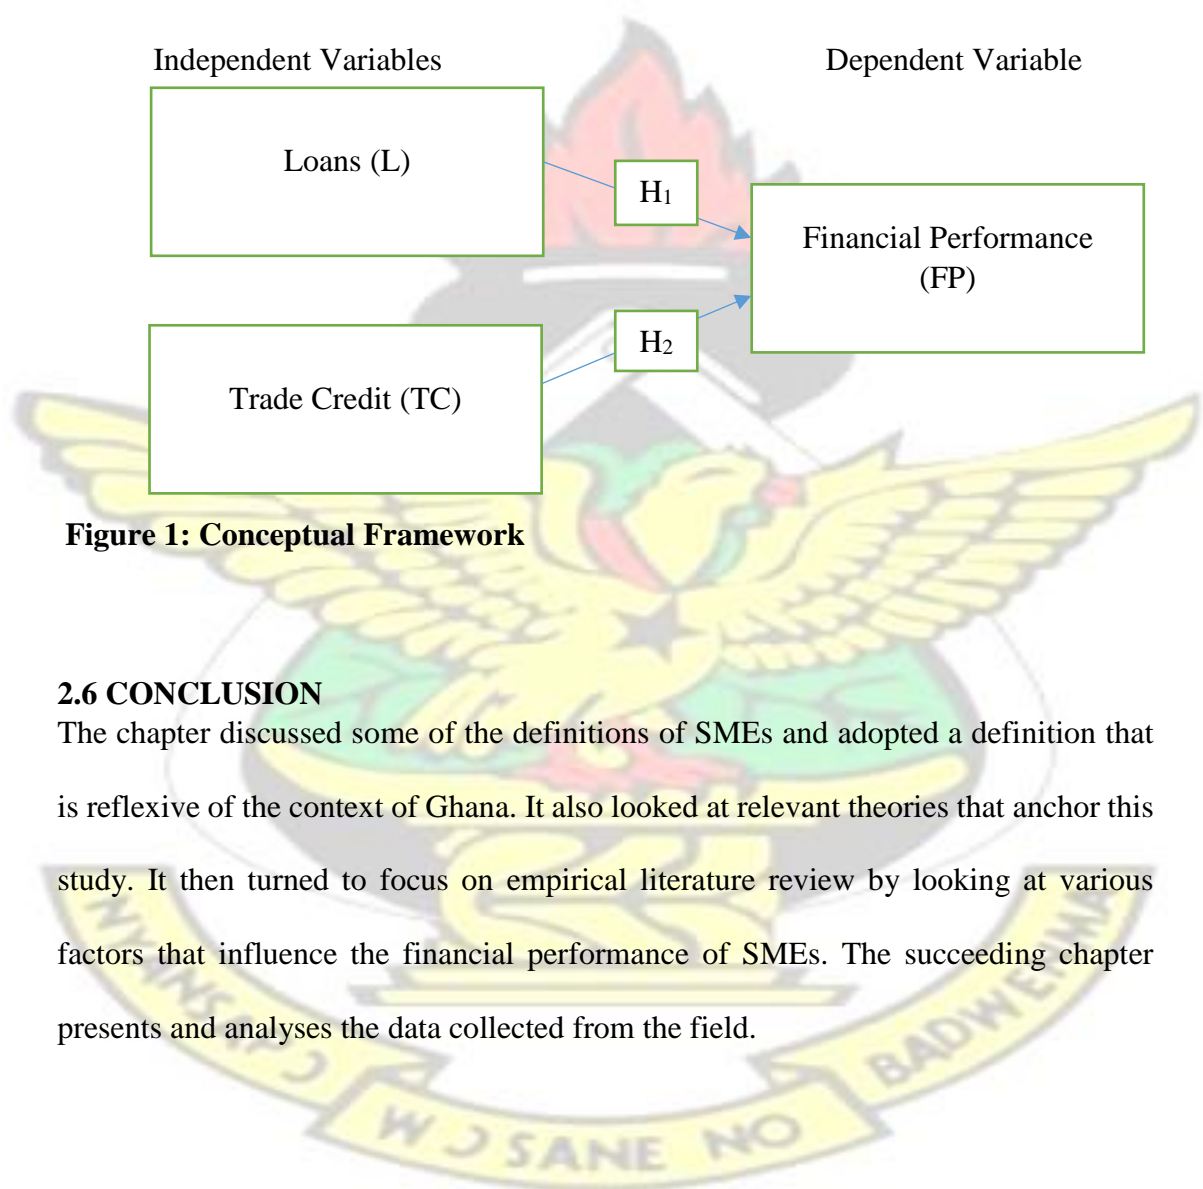 Independent Variables Dependent Variable
Loans (L)
H₁
Financial Performance
(FP)
H₂
Trade Credit (TC)
Figure 1: Conceptual Framework
2.6 CONCLUSION
The chapter discussed some of the definitions of SMEs and adopted a definition that
is reflexive of the context of Ghana. It also looked at relevant theories that anchor this
study. It then turned to focus on empirical literature review by looking at various
factors that influence the financial performance of SMEs. The succeeding chapter
presents and analyses the data collected from the field.
W Ɔ SANE NO